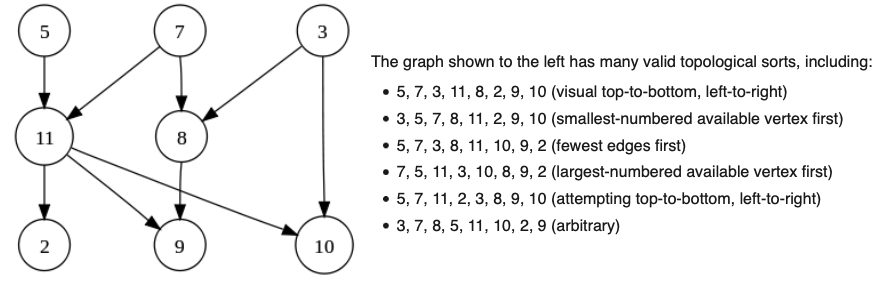 5 7 3
11 8
2 9 10
The graph shown to the left has many valid topological sorts, including:
• 5, 7, 3, 11, 8, 2, 9, 10 (visual top-to-bottom, left-to-right)
• 3, 5, 7, 8, 11, 2, 9, 10 (smallest-numbered available vertex first)
• 5, 7, 3, 8, 11, 10, 9, 2 (fewest edges first)
• 7, 5, 11, 3, 10, 8, 9, 2 (largest-numbered available vertex first)
• 5, 7, 11, 2, 3, 8, 9, 10 (attempting top-to-bottom, left-to-right)
• 3, 7, 8, 5, 11, 10, 2, 9 (arbitrary)